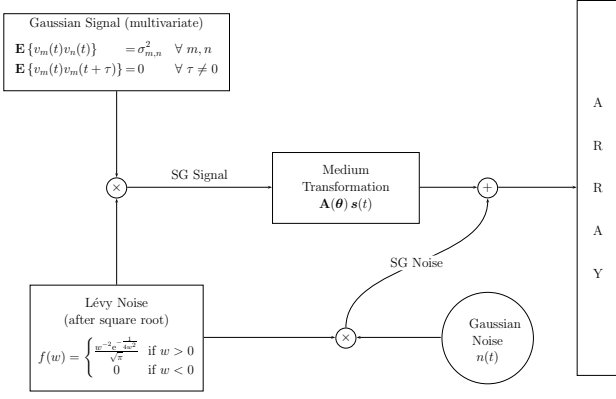 Gaussian Signal (multivariate)
E {v_m(t)v_n(t)} = σ²_{m,n} ∀ m, n
E {v_m(t)v_m(t + τ)} = 0 ∀ τ ≠ 0
×
SG Signal
Medium
Transformation
A(θ) s(t)
+
A
R
R
A
Y
SG Noise
Lévy Noise
(after square root)
f(w) = { w^{-2} e^{-1/(4w²)} / √π if w > 0
0 if w < 0
×
Gaussian
Noise
n(t)